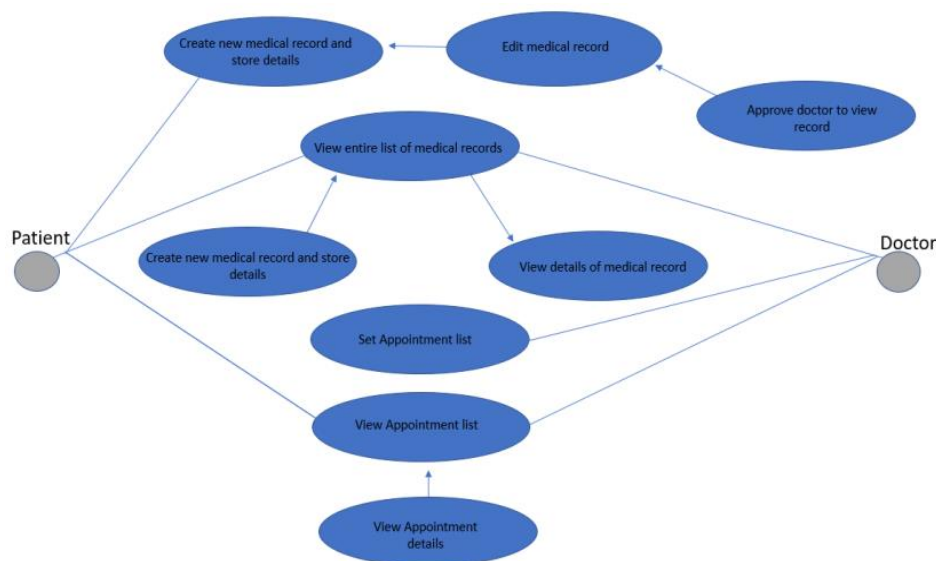 Create new medical record and
store details
Edit medical record
Approve doctor to view
record
View entire list of medical records
Patient
Doctor
Create new medical record and store
details
View details of medical record
Set Appointment list
View Appointment list
View Appointment
details